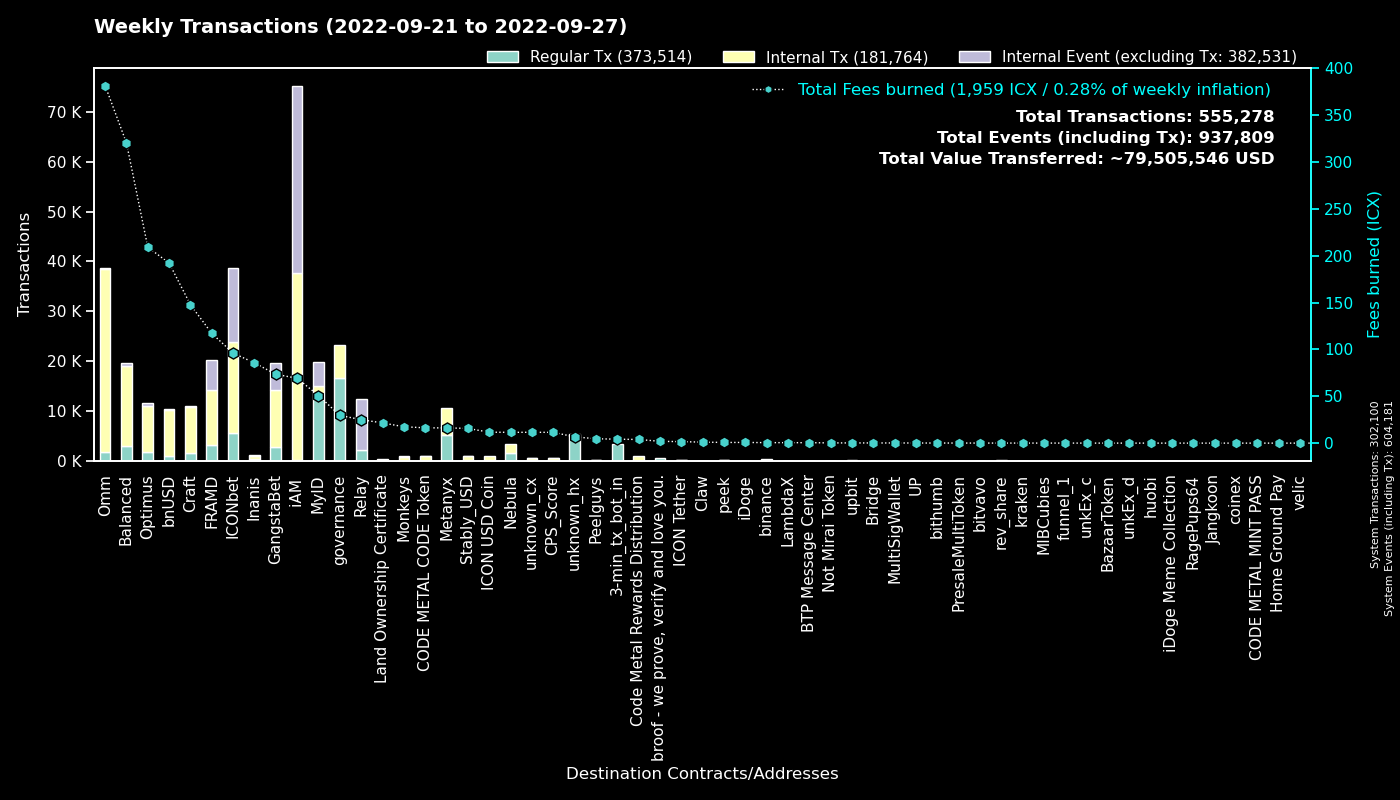 Weekly Transactions (2022-09-21 to 2022-09-27)
Regular Tx (373,514)
Internal Tx (181,764)
Internal Event (excluding Tx: 382,531)
Total Fees burned (1,959 ICX / 0.28% of weekly inflation)
Total Transactions: 555,278
Total Events (including Tx): 937,809
Total Value Transferred: ~79,505,546 USD
Transactions
70 K
60 K
50 K
40 K
30 K
20 K
10 K
0 K
400
350
300
250
200
150
100
50
0
Fees burned (ICX)
System Transactions: 302,100
System Events (including Tx): 604,181
Omm
Balanced
Optimus
bnUSD
Craft
FRAMD
ICONbet
Inanis
GangstaBet
iAM
MyID
governance
Relay
Land Ownership Certificate
Monkeys
CODE METAL CODE Token
Metanyx
Stably_USD
ICON USD Coin
Nebula
unknown_cx
CPS_Score
unknown_hx
Peelguys
3-min_tx_bot_in
Code Metal Rewards Distribution
broof - we prove, verify and love you.
ICON Tether
Claw
peek
iDoge
binance
LambdaX
BTP Message Center
Not Mirai Token
upbit
Bridge
MultiSigWallet
UP
bithumb
PresaleMultiToken
bitvavo
rev_share
kraken
MIBCubies
funnel_1
unkEx_c
BazaarToken
unkEx_d
huobi
iDoge Meme Collection
RagePups64
Jangkoon
coinex
CODE METAL MINT PASS
Home Ground Pay
velic
Destination Contracts/Addresses